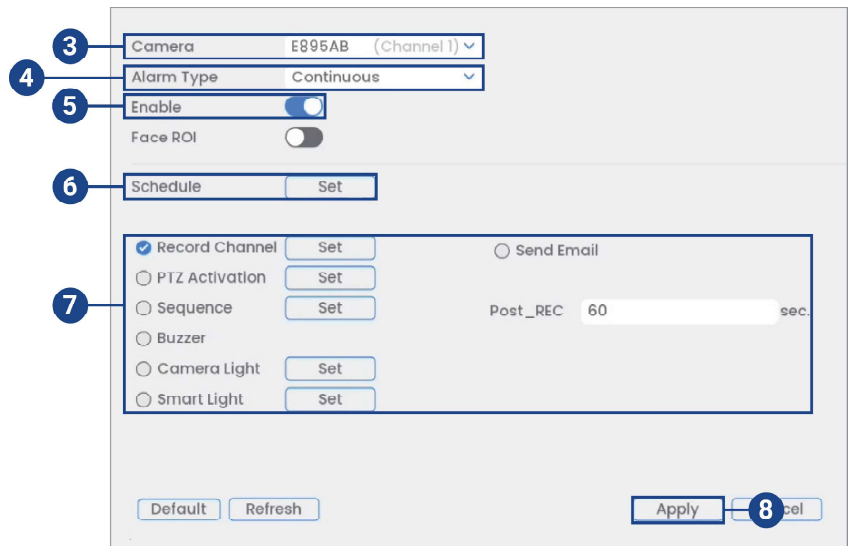 3 Camera E895AB (Channel 1)
4 Alarm Type Continuous
5 Enable
Face ROI
6 Schedule Set
Record Channel Set Send Email
PTZ Activation Set
7 Sequence Set Post_REC 60 sec.
Buzzer
Camera Light Set
Smart Light Set
Default Refresh Apply 8 cel